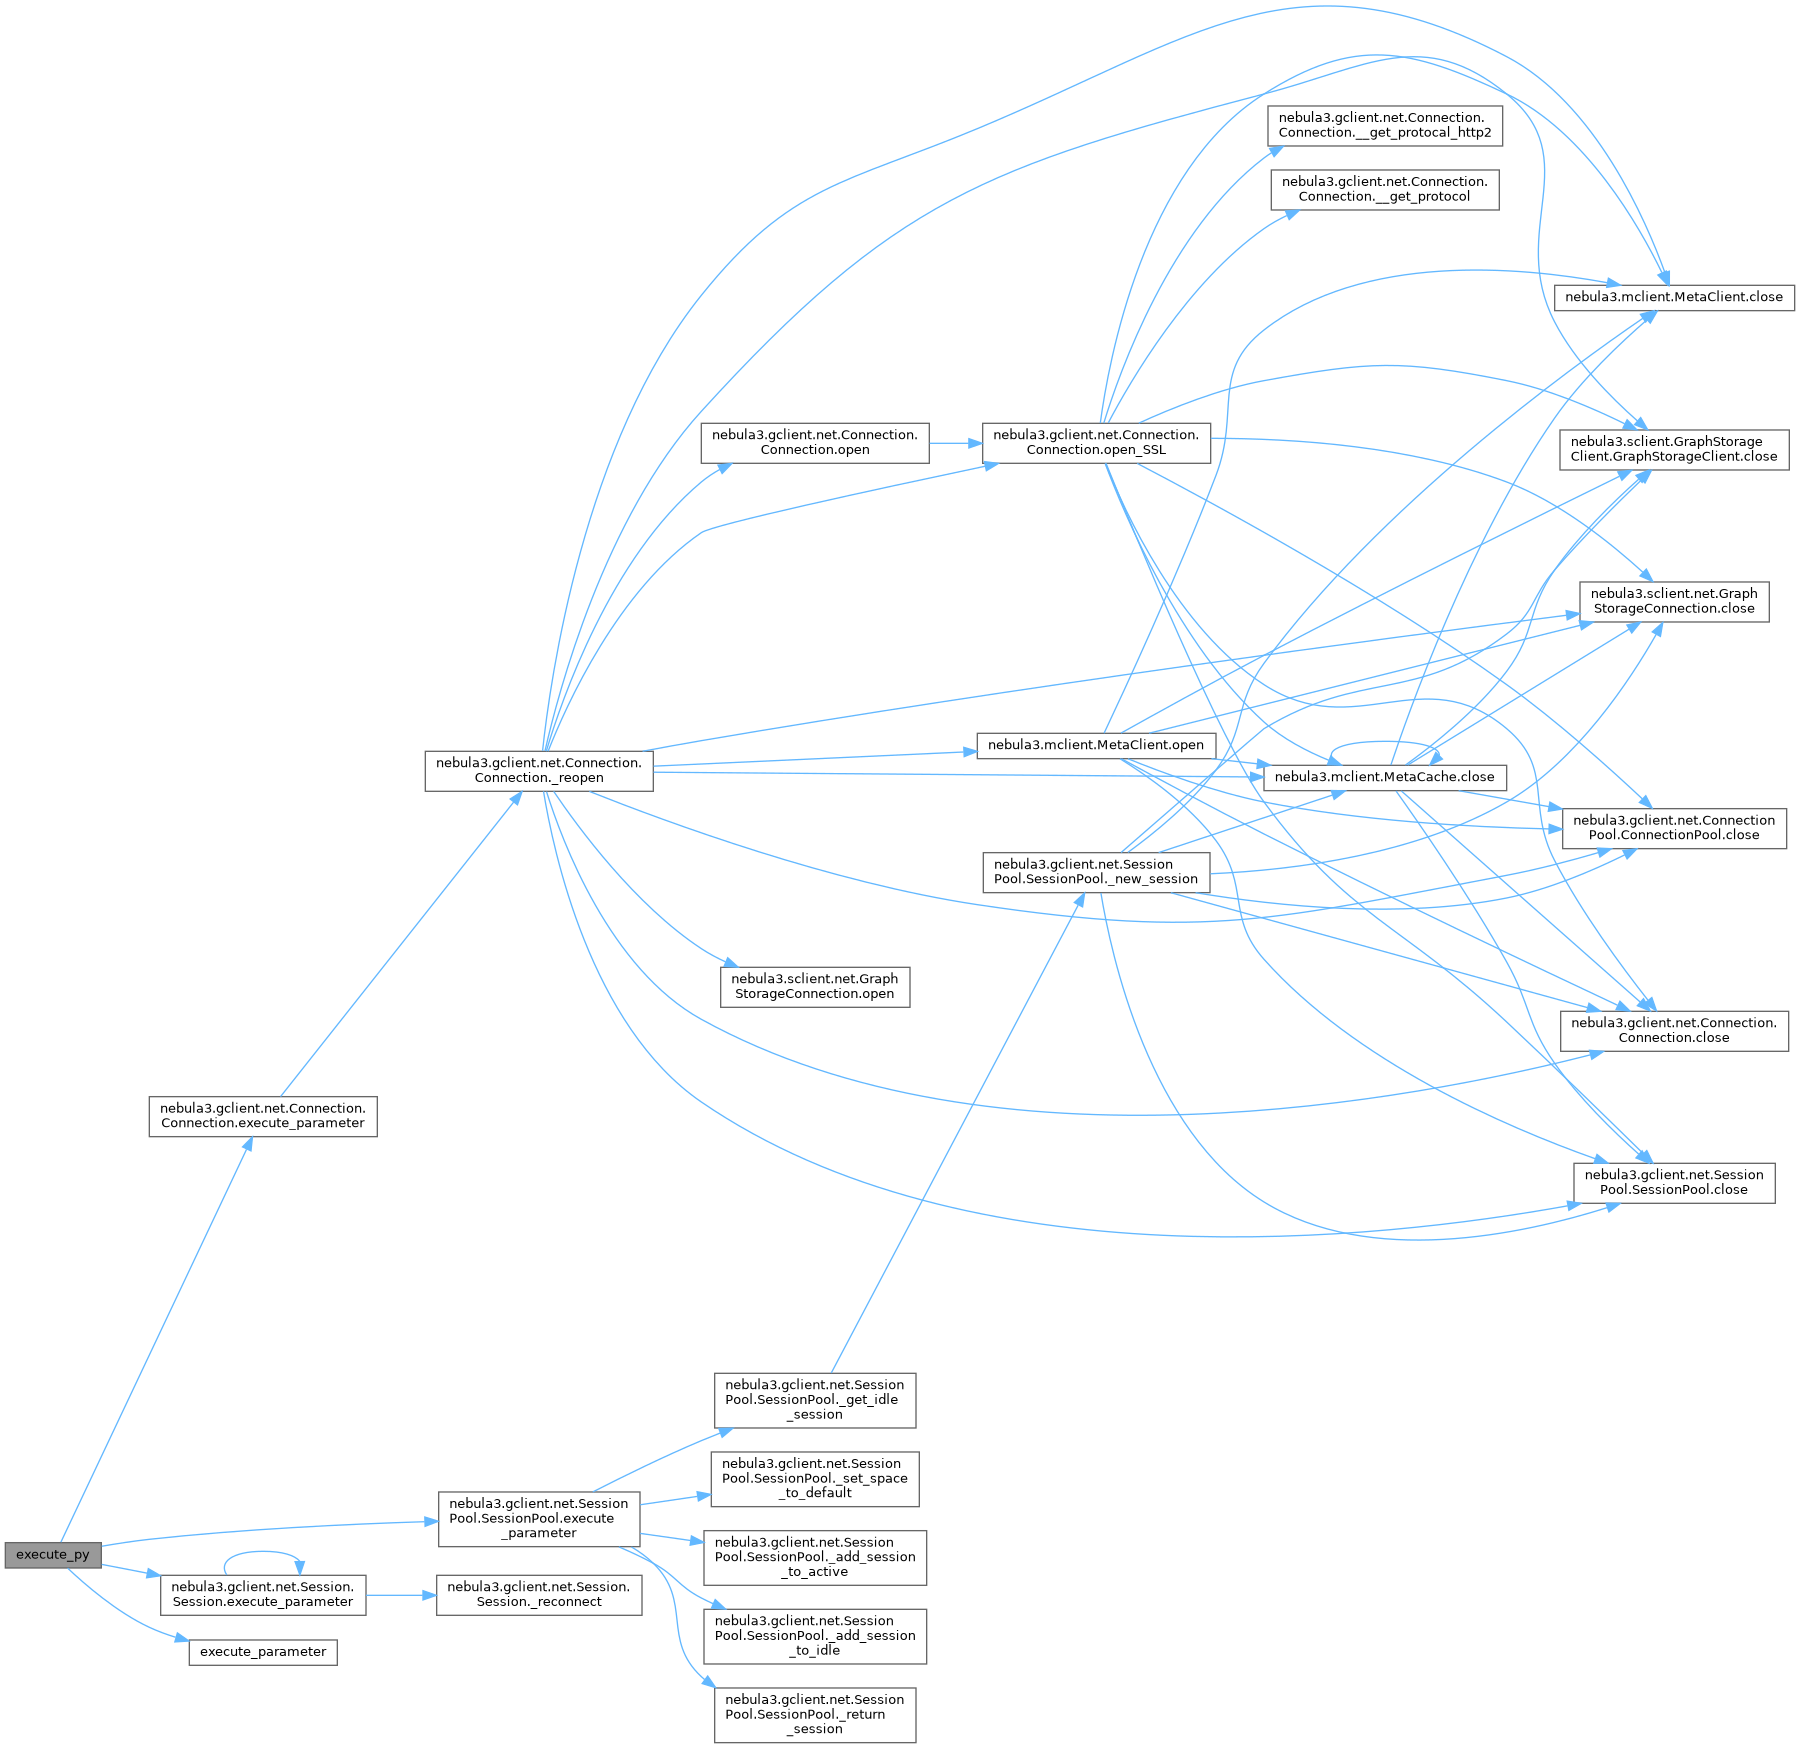 nebula3.gclient.net.Connection.
Connection.__get_protocal_http2
nebula3.gclient.net.Connection.
Connection.__get_protocol
nebula3.mclient.MetaClient.close
nebula3.gclient.net.Connection.
Connection.open
nebula3.gclient.net.Connection.
Connection.open_SSL
nebula3.sclient.GraphStorage
Client.GraphStorageClient.close
nebula3.sclient.net.Graph
StorageConnection.close
nebula3.gclient.net.Connection.
Connection._reopen
nebula3.mclient.MetaClient.open
nebula3.mclient.MetaCache.close
nebula3.gclient.net.Connection
Pool.ConnectionPool.close
nebula3.gclient.net.Session
Pool.SessionPool._new_session
nebula3.sclient.net.Graph
StorageConnection.open
nebula3.gclient.net.Connection.
Connection.close
nebula3.gclient.net.Connection.
Connection.execute_parameter
nebula3.gclient.net.Session
Pool.SessionPool.close
nebula3.gclient.net.Session
Pool.SessionPool._get_idle
_session
nebula3.gclient.net.Session
Pool.SessionPool._set_space
_to_default
nebula3.gclient.net.Session
Pool.SessionPool.execute
_parameter
nebula3.gclient.net.Session
Pool.SessionPool._add_session
_to_active
execute_py
nebula3.gclient.net.Session.
Session.execute_parameter
nebula3.gclient.net.Session.
Session._reconnect
nebula3.gclient.net.Session
Pool.SessionPool._add_session
_to_idle
execute_parameter
nebula3.gclient.net.Session
Pool.SessionPool._return
_session